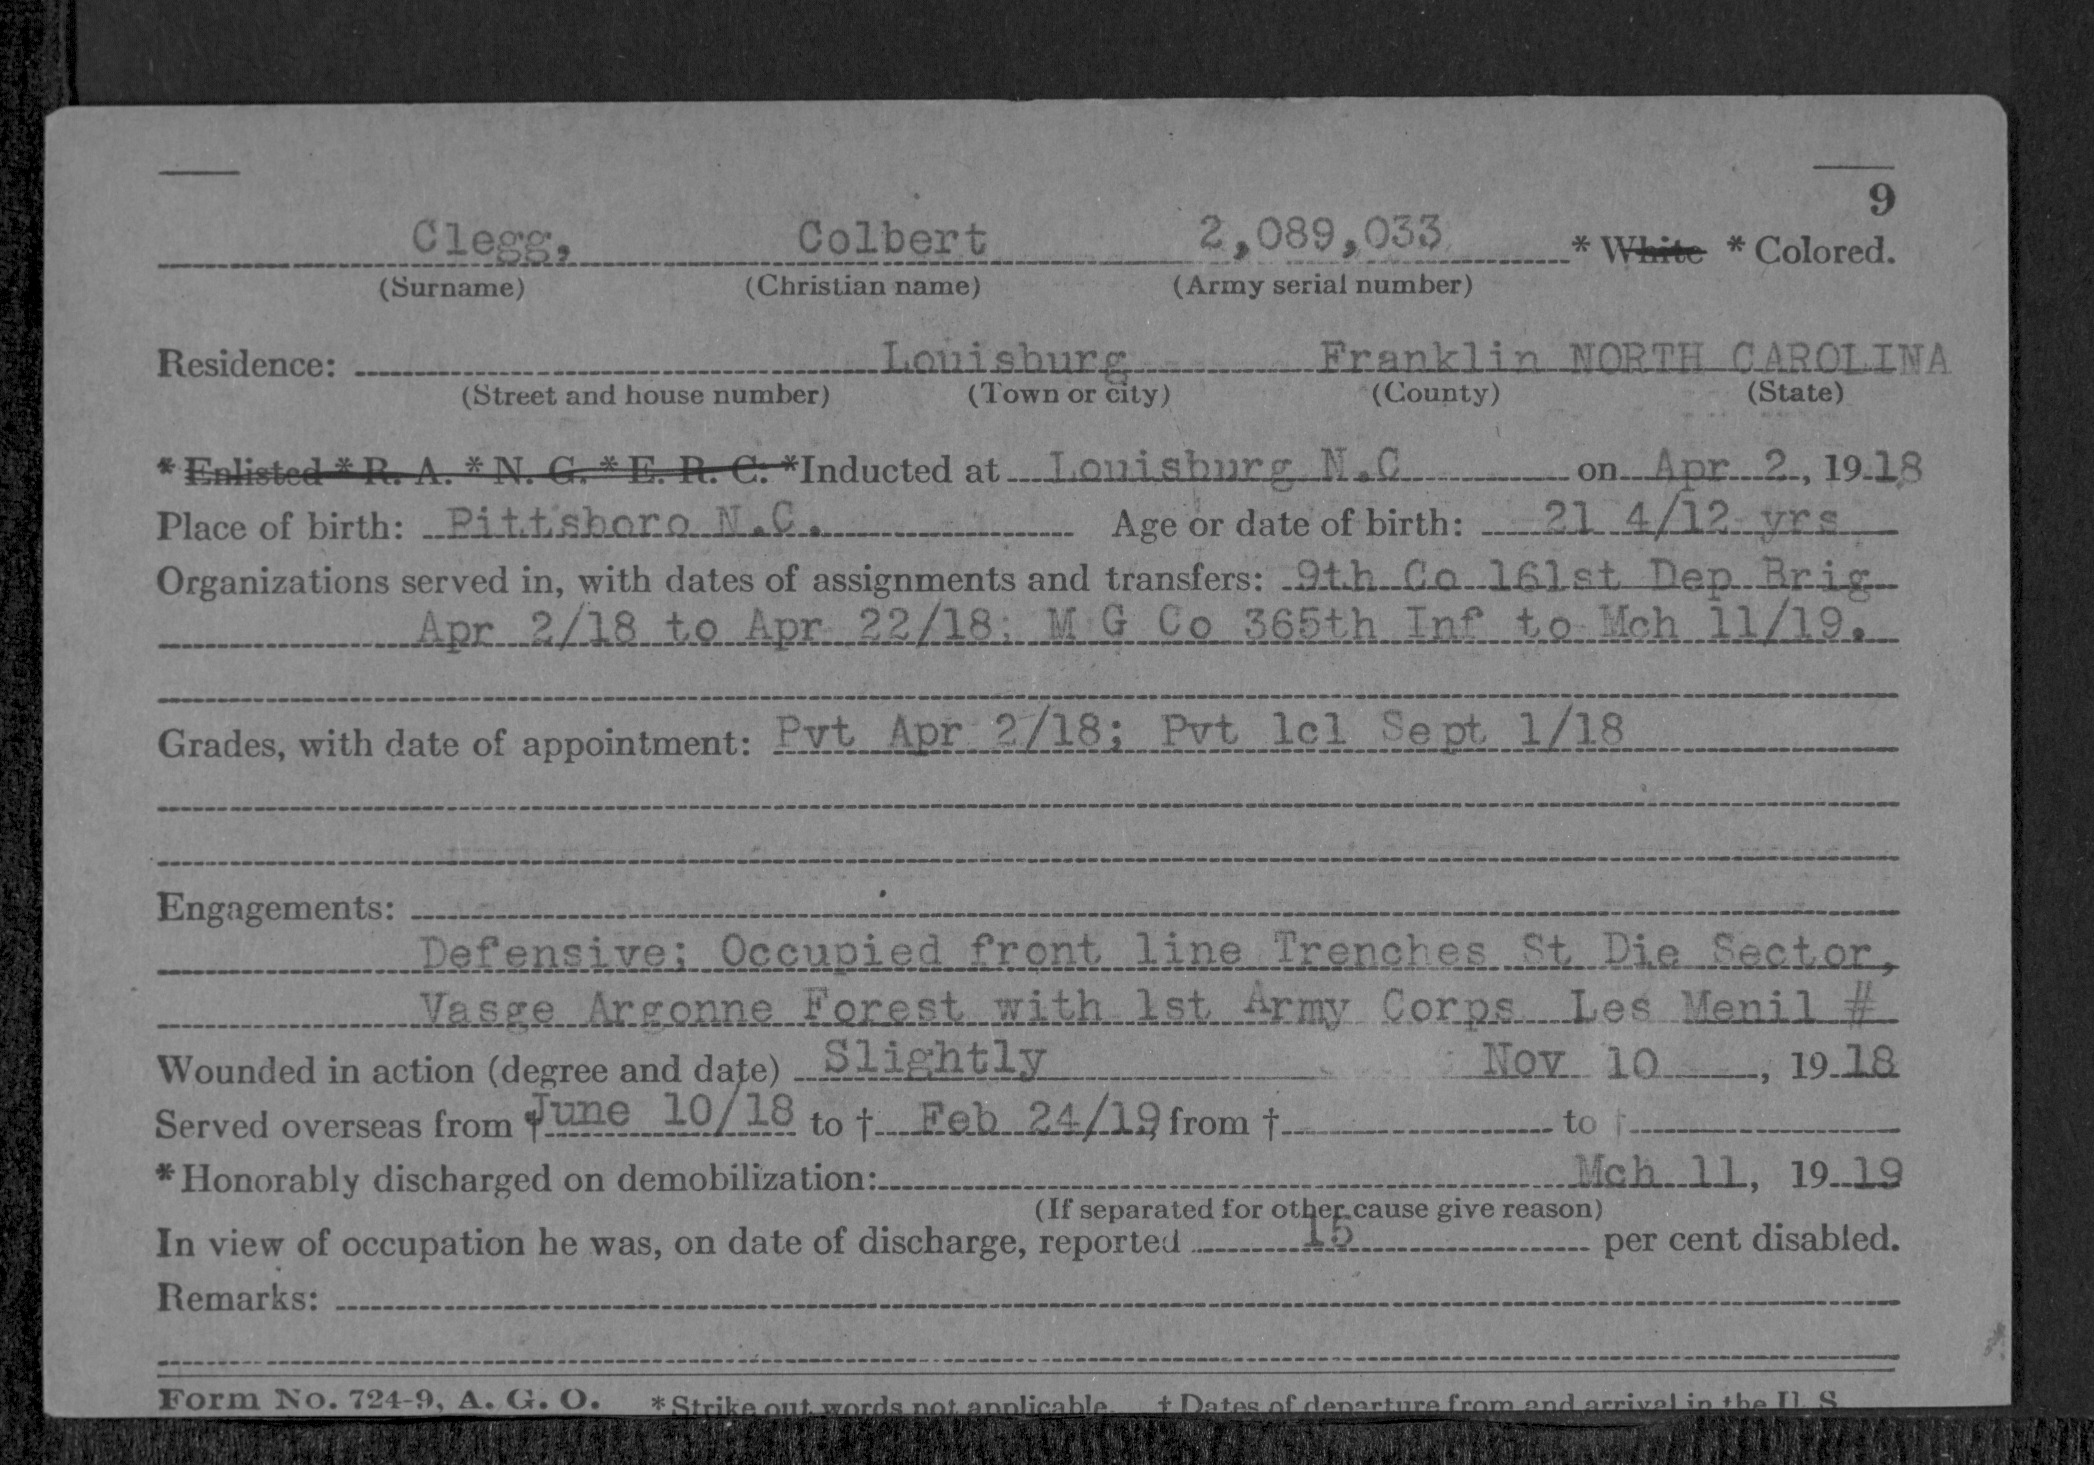 9
Clegg, Colbert 2,089,033 * White * Colored.
(Surname) (Christian name) (Army serial number)
Residence: Louisburg Franklin NORTH CAROLINA
(Street and house number) (Town or city) (County) (State)
* Enlisted * R. A. * N. G. * E. R. C. *Inducted at Louisburg N.C on Apr 2, 1918
Place of birth: Pittsboro N.C. Age or date of birth: 21 4/12 yrs
Organizations served in, with dates of assignments and transfers: 9th Co 161st Dep Brig
Apr 2/18 to Apr 22/18; M G Co 365th Inf to Mch 11/19.
Grades, with date of appointment: Pvt Apr 2/18; Pvt 1cl Sept 1/18
Engagements:
Defensive; Occupied front line Trenches St Die Sector,
Vasge Argonne Forest with 1st Army Corps Les Menil #
Wounded in action (degree and date) Slightly Nov 10, 1918
Served overseas from † June 10/18 to † Feb 24/19 from † to †
* Honorably discharged on demobilization: Mch 11, 1919
(If separated for other cause give reason)
In view of occupation he was, on date of discharge, reported 15 per cent disabled.
Remarks:
Form No. 724-9, A. G. O. *Strike out words not applicable. † Dates of departure from and arrival in the U. S.